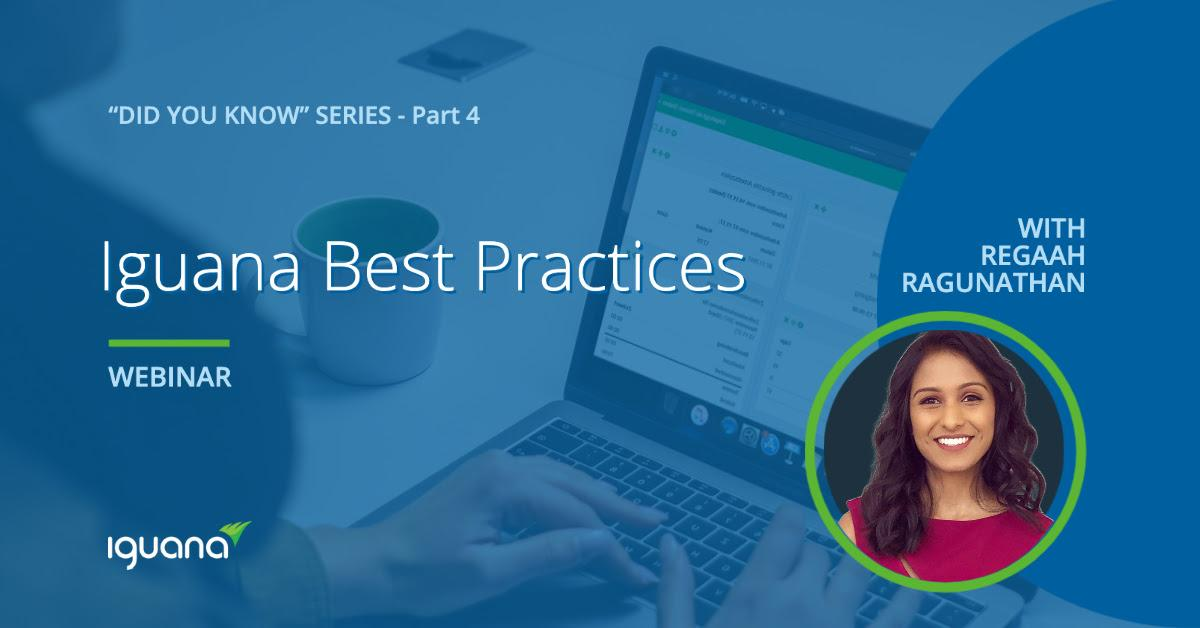 “DID YOU KNOW” SERIES - Part 4
Iguana Best Practices
WEBINAR
WITH
REGAAH
RAGUNATHAN
iguana